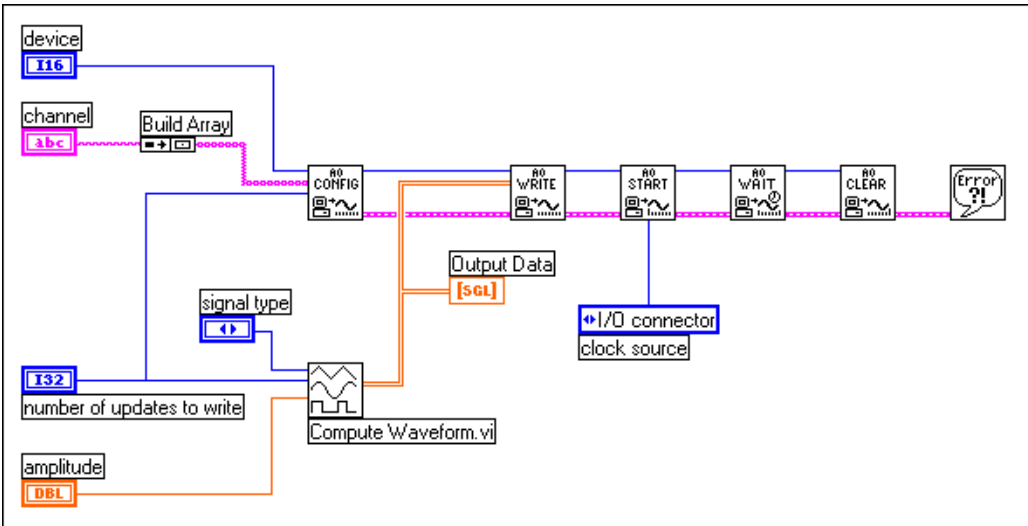 device
I16
channel
abc
Build Array
AO
CONFIG
AO
WRITE
AO
START
AO
WAIT
AO
CLEAR
Error
?!
Output Data
[SGL]
signal type
I/O connector
clock source
I32
number of updates to write
Compute Waveform.vi
amplitude
DBL